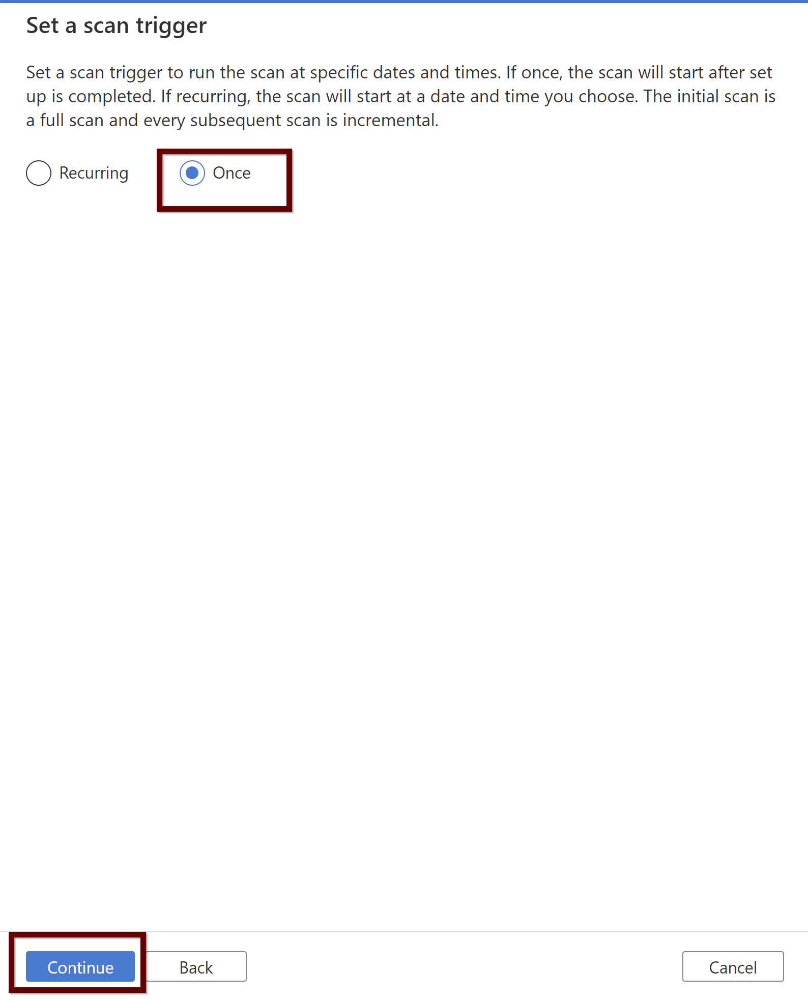 Set a scan trigger
Set a scan trigger to run the scan at specific dates and times. If once, the scan will start after set
up is completed. If recurring, the scan will start at a date and time you choose. The initial scan is
a full scan and every subsequent scan is incremental.
Recurring
Once
Continue
Back
Cancel